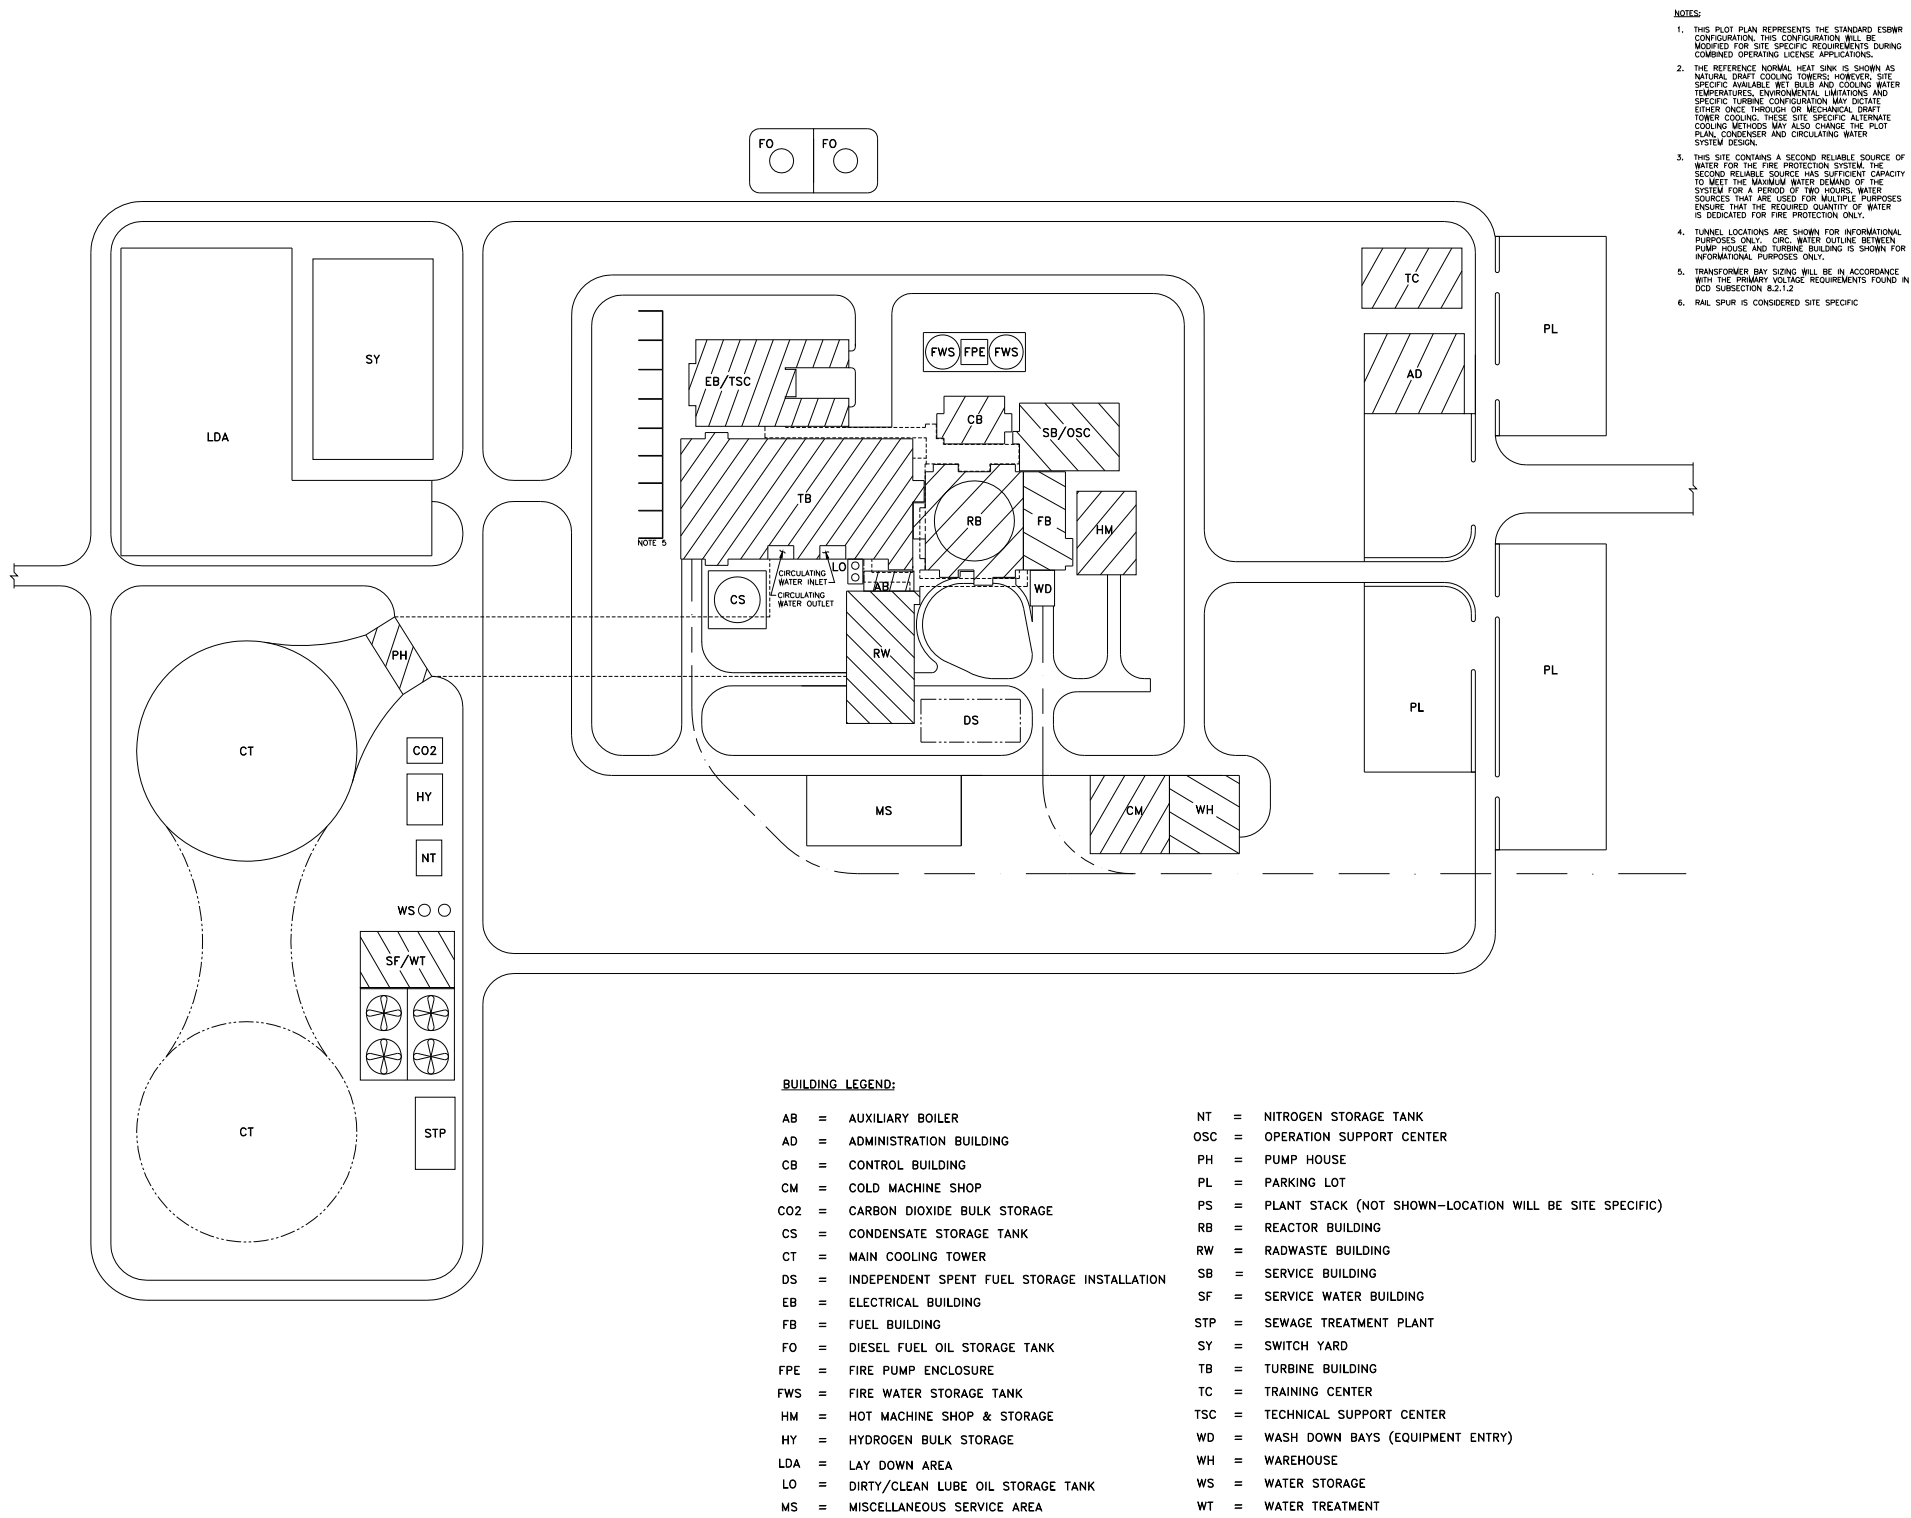 NOTES:
1. THIS PLOT PLAN REPRESENTS THE STANDARD ESBWR
CONFIGURATION. THIS CONFIGURATION WILL BE
MODIFIED FOR SITE SPECIFIC REQUIREMENTS DURING
COMBINED OPERATING LICENSE APPLICATIONS.
2. THE REFERENCE NORMAL HEAT SINK IS SHOWN AS
NATURAL DRAFT COOLING TOWERS; HOWEVER, SITE
SPECIFIC AVAILABLE WET BULB AND COOLING WATER
TEMPERATURES, ENVIRONMENTAL LIMITATIONS AND
SPECIFIC TURBINE CONFIGURATION MAY DICTATE
EITHER ONCE THROUGH OR MECHANICAL DRAFT
TOWER COOLING. THESE SITE SPECIFIC ALTERNATE
COOLING METHODS MAY ALSO CHANGE THE PLOT
PLAN, CONDENSER AND CIRCULATING WATER
SYSTEM DESIGN.
3. THIS SITE CONTAINS A SECOND RELIABLE SOURCE OF
WATER FOR THE FIRE PROTECTION SYSTEM. THE
SECOND RELIABLE SOURCE HAS SUFFICIENT CAPACITY
TO MEET THE MAXIMUM WATER DEMAND OF THE
SYSTEM FOR A PERIOD OF TWO HOURS. WATER
SOURCES THAT ARE USED FOR MULTIPLE PURPOSES
ENSURE THAT THE REQUIRED QUANTITY OF WATER
IS DEDICATED FOR FIRE PROTECTION ONLY.
4. TUNNEL LOCATIONS ARE SHOWN FOR INFORMATIONAL
PURPOSES ONLY. CIRC. WATER OUTLINE BETWEEN
PUMP HOUSE AND TURBINE BUILDING IS SHOWN FOR
INFORMATIONAL PURPOSES ONLY.
5. TRANSFORMER BAY SIZING WILL BE IN ACCORDANCE
WITH THE PRIMARY VOLTAGE REQUIREMENTS FOUND IN
DCD SUBSECTION 8.2.1.2
6. RAIL SPUR IS CONSIDERED SITE SPECIFIC
FO
FO
TC
PL
SY
FWS
FPE
FWS
AD
EB/TSC
CB
SB/OSC
LDA
TB
RB
FB
HM
NOTE 5
LO
CIRCULATING
WATER INLET
CIRCULATING
WATER OUTLET
AB
WD
CS
PH
RW
PL
PL
DS
CT
CO2
HY
MS
CM
WH
NT
WS
SF/WT
CT
STP
BUILDING LEGEND:
AB = AUXILIARY BOILER
AD = ADMINISTRATION BUILDING
CB = CONTROL BUILDING
CM = COLD MACHINE SHOP
CO2 = CARBON DIOXIDE BULK STORAGE
CS = CONDENSATE STORAGE TANK
CT = MAIN COOLING TOWER
DS = INDEPENDENT SPENT FUEL STORAGE INSTALLATION
EB = ELECTRICAL BUILDING
FB = FUEL BUILDING
FO = DIESEL FUEL OIL STORAGE TANK
FPE = FIRE PUMP ENCLOSURE
FWS = FIRE WATER STORAGE TANK
HM = HOT MACHINE SHOP & STORAGE
HY = HYDROGEN BULK STORAGE
LDA = LAY DOWN AREA
LO = DIRTY/CLEAN LUBE OIL STORAGE TANK
MS = MISCELLANEOUS SERVICE AREA
NT = NITROGEN STORAGE TANK
OSC = OPERATION SUPPORT CENTER
PH = PUMP HOUSE
PL = PARKING LOT
PS = PLANT STACK (NOT SHOWN-LOCATION WILL BE SITE SPECIFIC)
RB = REACTOR BUILDING
RW = RADWASTE BUILDING
SB = SERVICE BUILDING
SF = SERVICE WATER BUILDING
STP = SEWAGE TREATMENT PLANT
SY = SWITCH YARD
TB = TURBINE BUILDING
TC = TRAINING CENTER
TSC = TECHNICAL SUPPORT CENTER
WD = WASH DOWN BAYS (EQUIPMENT ENTRY)
WH = WAREHOUSE
WS = WATER STORAGE
WT = WATER TREATMENT